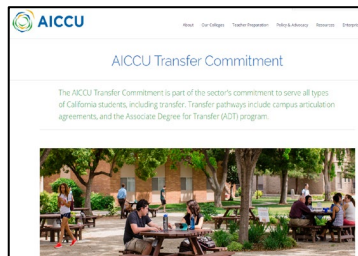 AICCU
About Our Colleges Teacher Preparation Policy & Advocacy Resources Enterprise
AICCU Transfer Commitment
The AICCU Transfer Commitment is part of the sector's commitment to serve all types
of California students, including transfer. Transfer pathways include campus articulation
agreements, and the Associate Degree for Transfer (ADT) program.